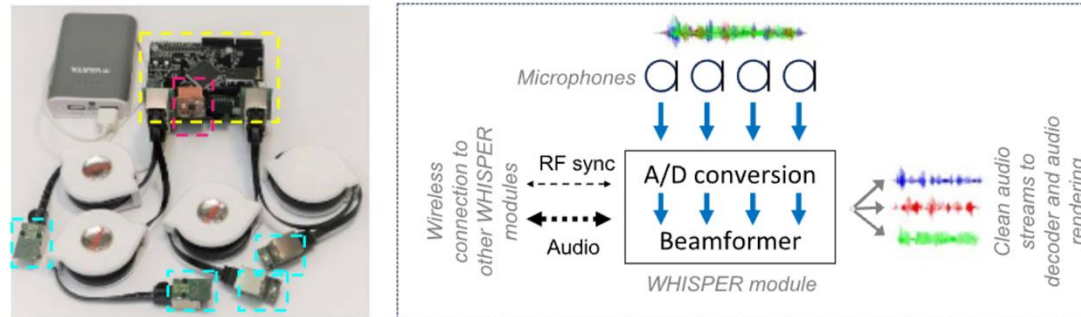 VARTA
Microphones
Wireless
connection to
other WHISPER
modules
RF sync
Audio
A/D conversion
Beamformer
WHISPER module
Clean audio
streams to
decoder and audio
rendering